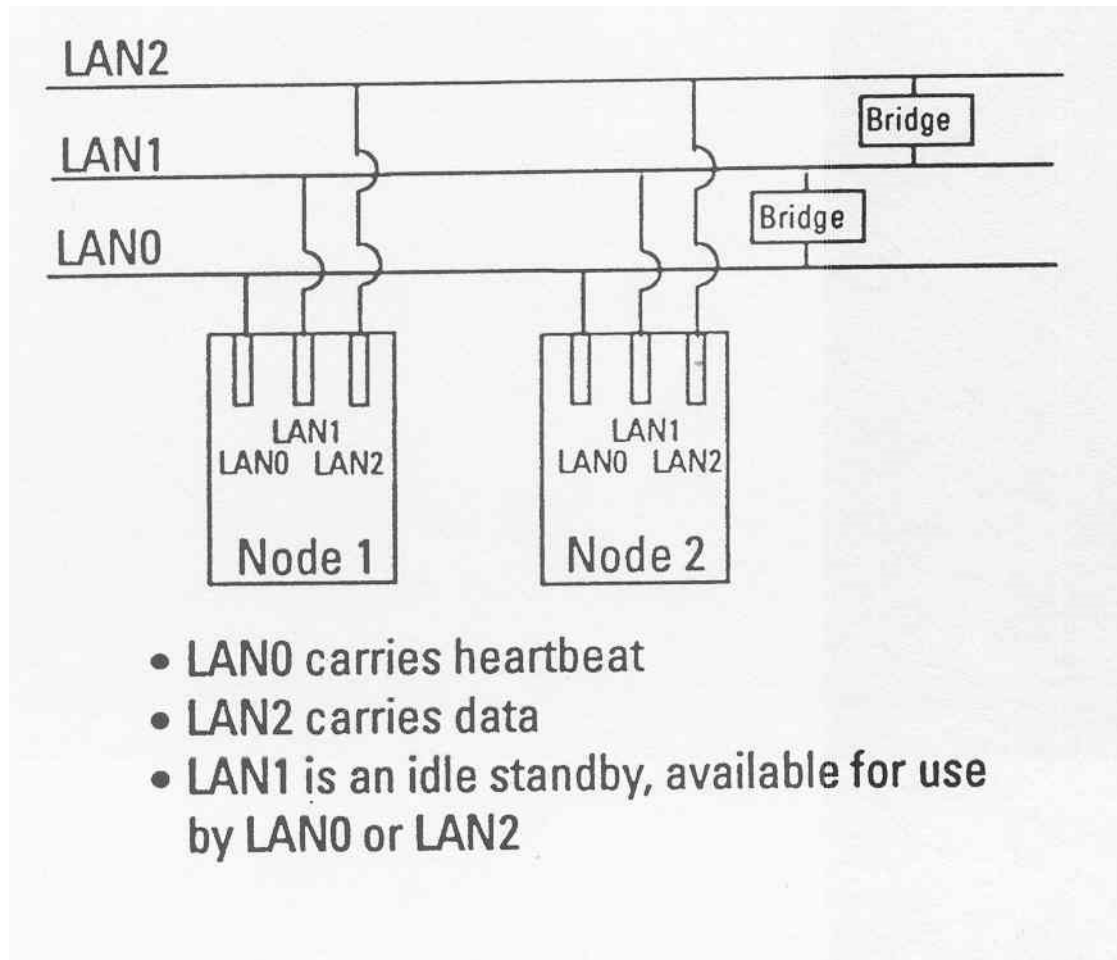 LAN2
Bridge
LAN1
Bridge
LAN0
LAN1
LAN0 LAN2
Node 1
LAN1
LAN0 LAN2
Node 2
• LAN0 carries heartbeat
• LAN2 carries data
• LAN1 is an idle standby, available for use
by LAN0 or LAN2